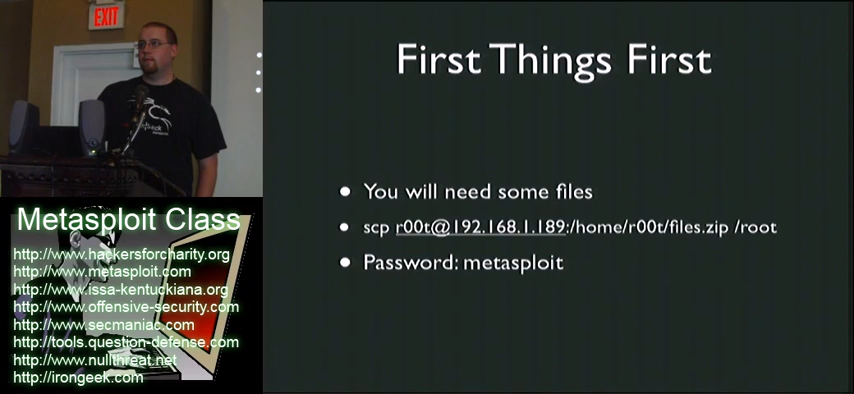 EXIT
First Things First
• You will need some files
• scp r00t@192.168.1.189:/home/r00t/files.zip /root
• Password: metasploit
Metasploit Class
http://www.hackersforcharity.org
http://www.metasploit.com
http://www.issa-kentuckiana.org
http://www.offensive-security.com
http://www.secmaniac.com
http://tools.question-defense.com
http://www.nullthreat.net
http://irongeek.com